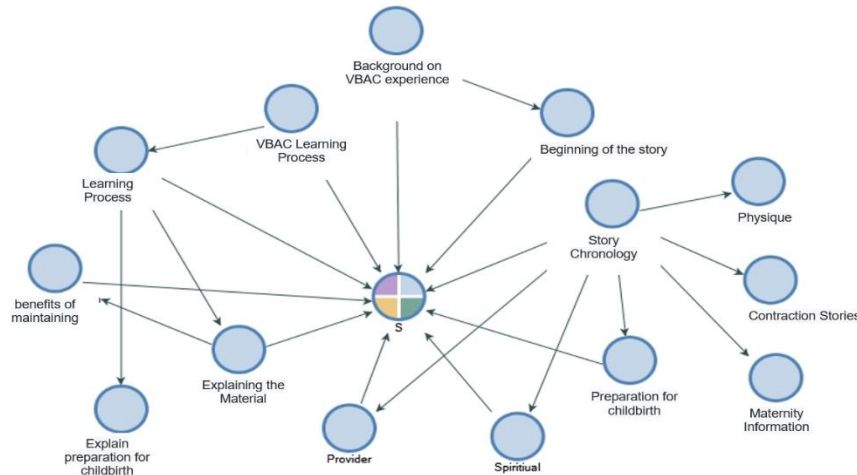 Background on
VBAC experience
VBAC Learning
Process
Beginning of the story
Learning
Process
Physique
Story
Chronology
benefits of
maintaining
Contraction Stories
S
Explaining the
Material
Preparation for
childbirth
Maternity
Information
Explain
preparation for
childbirth
Provider
Spiritiual